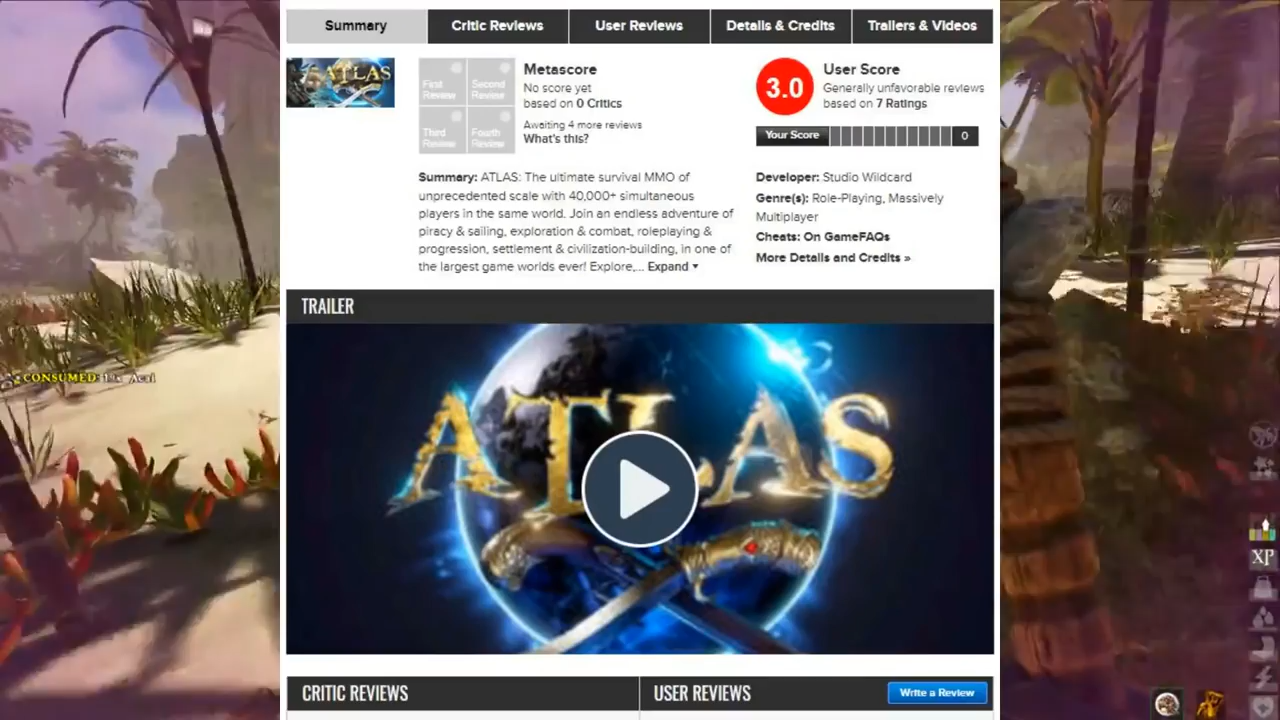 Summary
Critic Reviews
User Reviews
Details & Credits
Trailers & Videos
ATLAS
First Review
Second Review
Third Review
Fourth Review
Metascore
No score yet
based on 0 Critics
Awaiting 4 more reviews
What's this?
3.0
User Score
Generally unfavorable reviews
based on 7 Ratings
Your Score
0
Summary: ATLAS: The ultimate survival MMO of
unprecedented scale with 40,000+ simultaneous
players in the same world. Join an endless adventure of
piracy & sailing, exploration & combat, roleplaying &
progression, settlement & civilization-building, in one of
the largest game worlds ever! Explore,... Expand
Developer: Studio Wildcard
Genre(s): Role-Playing, Massively
Multiplayer
Cheats: On GameFAQs
More Details and Credits »
TRAILER
ATLAS
CONSUMED:
XP
CRITIC REVIEWS
USER REVIEWS
Write a Review